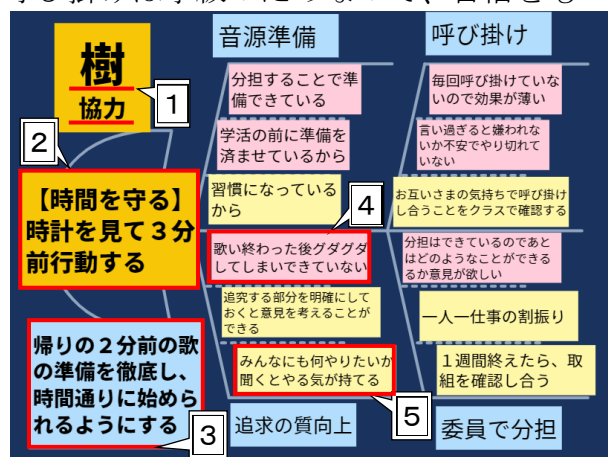 音源準備
呼び掛け
樹
協力
1
2
【時間を守る】
時計を見て３分
前行動する
帰りの２分前の歌
の準備を徹底し、
時間通りに始めら
れるようにする
3
分担することで準
備できている
学活の前に準備を
済ませているから
習慣になっている
から
4
歌い終わった後グダグダ
してしまいできていない
追究する部分を明確にして
おくと意見を考えることが
できる
みんなにも何やりたいか
聞くとやる気が持てる
5
追求の質向上
毎回呼び掛けていな
いので効果が薄い
言い過ぎると嫌われな
いか不安でやり切れて
いない
お互いさまの気持ちで呼び掛け
し合うことをクラスで確認する
分担はできているのであと
はどのようなことができ
るか意見が欲しい
一人一仕事の割振り
１週間終えたら、取
組を確認し合う
委員で分担